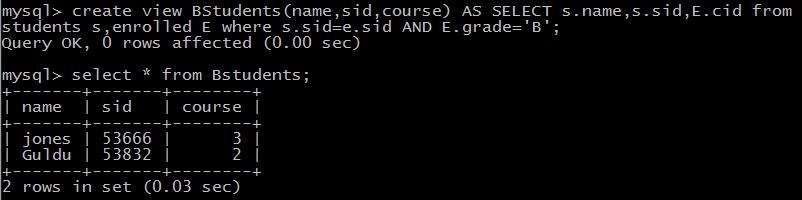 mysql> create view BStudents(name,sid,course) AS SELECT s.name,s.sid,E.cid from
students s,enrolled E where s.sid=e.sid AND E.grade='B';
Query OK, 0 rows affected (0.00 sec)
mysql> select * from Bstudents;
+-------+-------+--------+
| name  | sid   | course |
+-------+-------+--------+
| jones | 53666 |      3 |
| Guldu | 53832 |      2 |
+-------+-------+--------+
2 rows in set (0.03 sec)